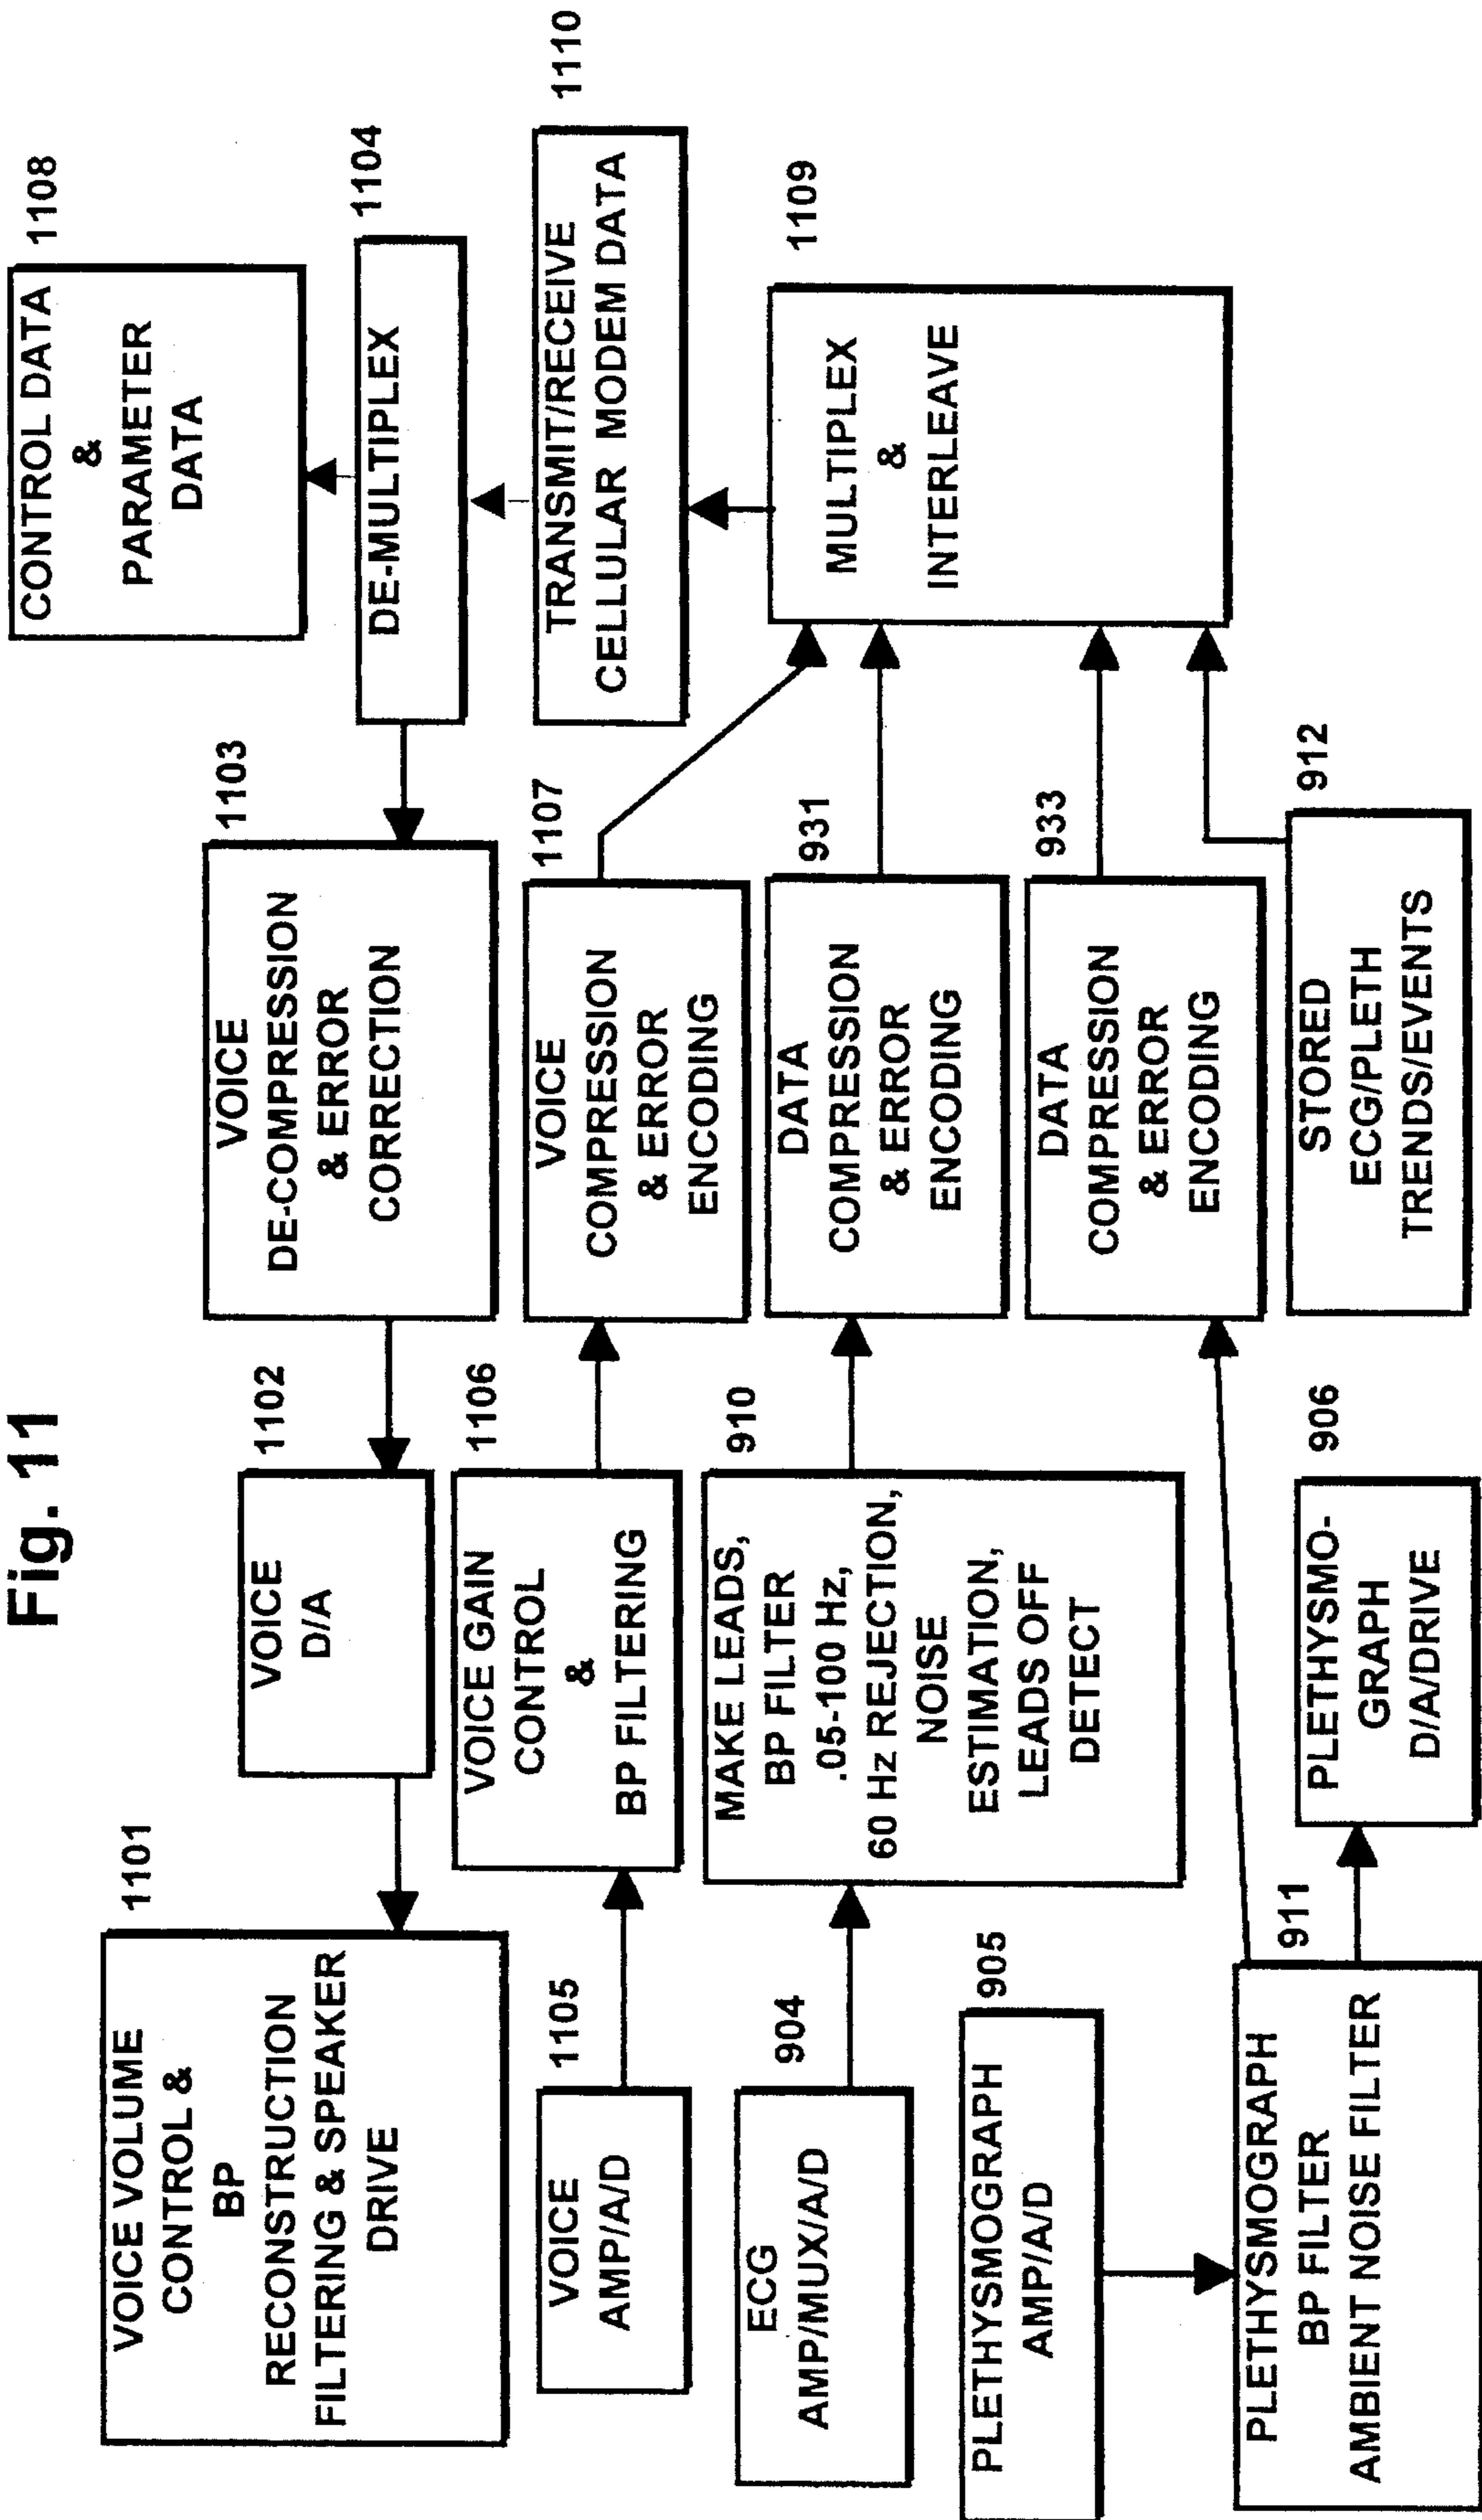 Fig. 11
VOICE VOLUME
CONTROL &
BP
RECONSTRUCTION
FILTERING & SPEAKER
DRIVE
1101
VOICE
D/A
1102
VOICE
DE-COMPRESSION
& ERROR
CORRECTION
1103
CONTROL DATA
&
PARAMETER
DATA
1108
DE-MULTIPLEX
1104
TRANSMIT/RECEIVE
CELLULAR MODEM DATA
1110
VOICE
AMP/A/D
1105
VOICE GAIN
CONTROL
&
BP FILTERING
1106
VOICE
COMPRESSION
& ERROR
ENCODING
1107
ECG
AMP/MUX/A/D
904
MAKE LEADS,
BP FILTER
.05-100 Hz,
60 Hz REJECTION,
NOISE
ESTIMATION,
LEADS OFF
DETECT
910
DATA
COMPRESSION
& ERROR
ENCODING
931
MULTIPLEX
&
INTERLEAVE
1109
PLETHYSMOGRAPH
AMP/A/D
905
DATA
COMPRESSION
& ERROR
ENCODING
933
PLETHYSMOGRAPH
BP FILTER
AMBIENT NOISE FILTER
911
PLETHYSMO-
GRAPH
D/A/DRIVE
906
STORED
ECG/PLETH
TRENDS/EVENTS
912